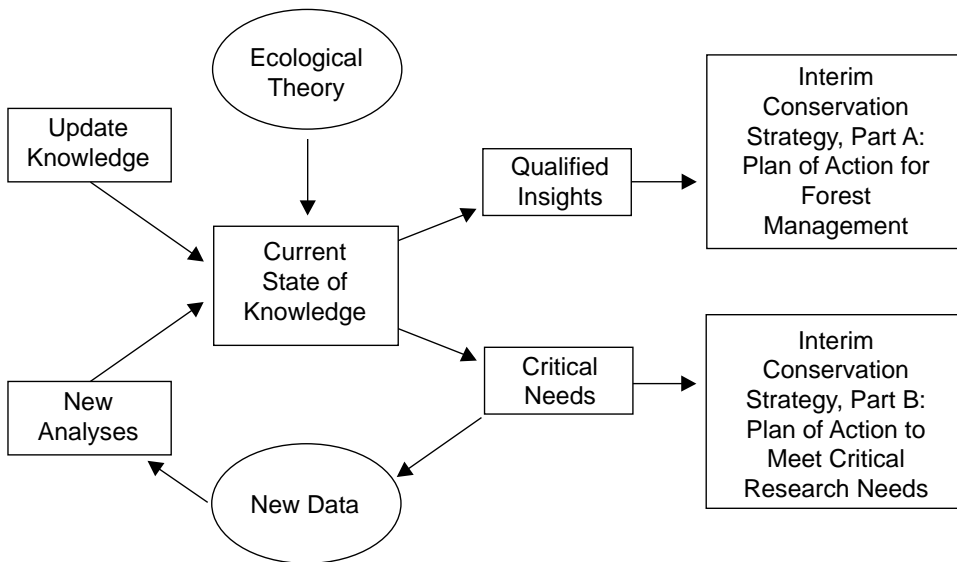 Ecological
Theory
Update
Knowledge
Current
State of
Knowledge
New
Analyses
New Data
Qualified
Insights
Critical
Needs
Interim
Conservation
Strategy, Part A:
Plan of Action for
Forest
Management
Interim
Conservation
Strategy, Part B:
Plan of Action to
Meet Critical
Research Needs